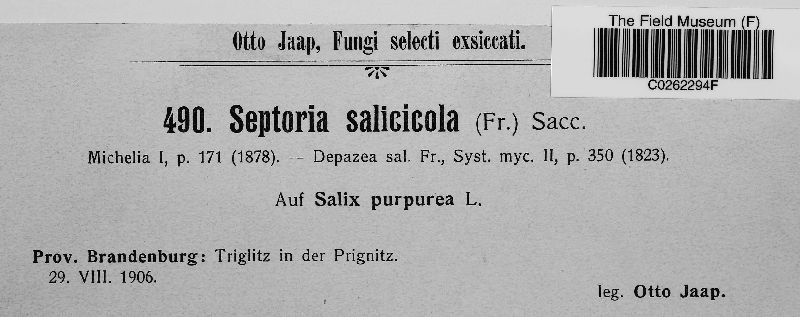 Otto Jaap, Fungi selecti exsiccati.
The Field Museum (F)
C0262294F
490. Septoria salicicola (Fr.) Sacc.
Michelia I, p. 171 (1878). — Depazea sal. Fr., Syst. myc. II, p. 350 (1823).
Auf Salix purpurea L.
Prov. Brandenburg: Triglitz in der Prignitz.
29. VIII. 1906.
leg. Otto Jaap.